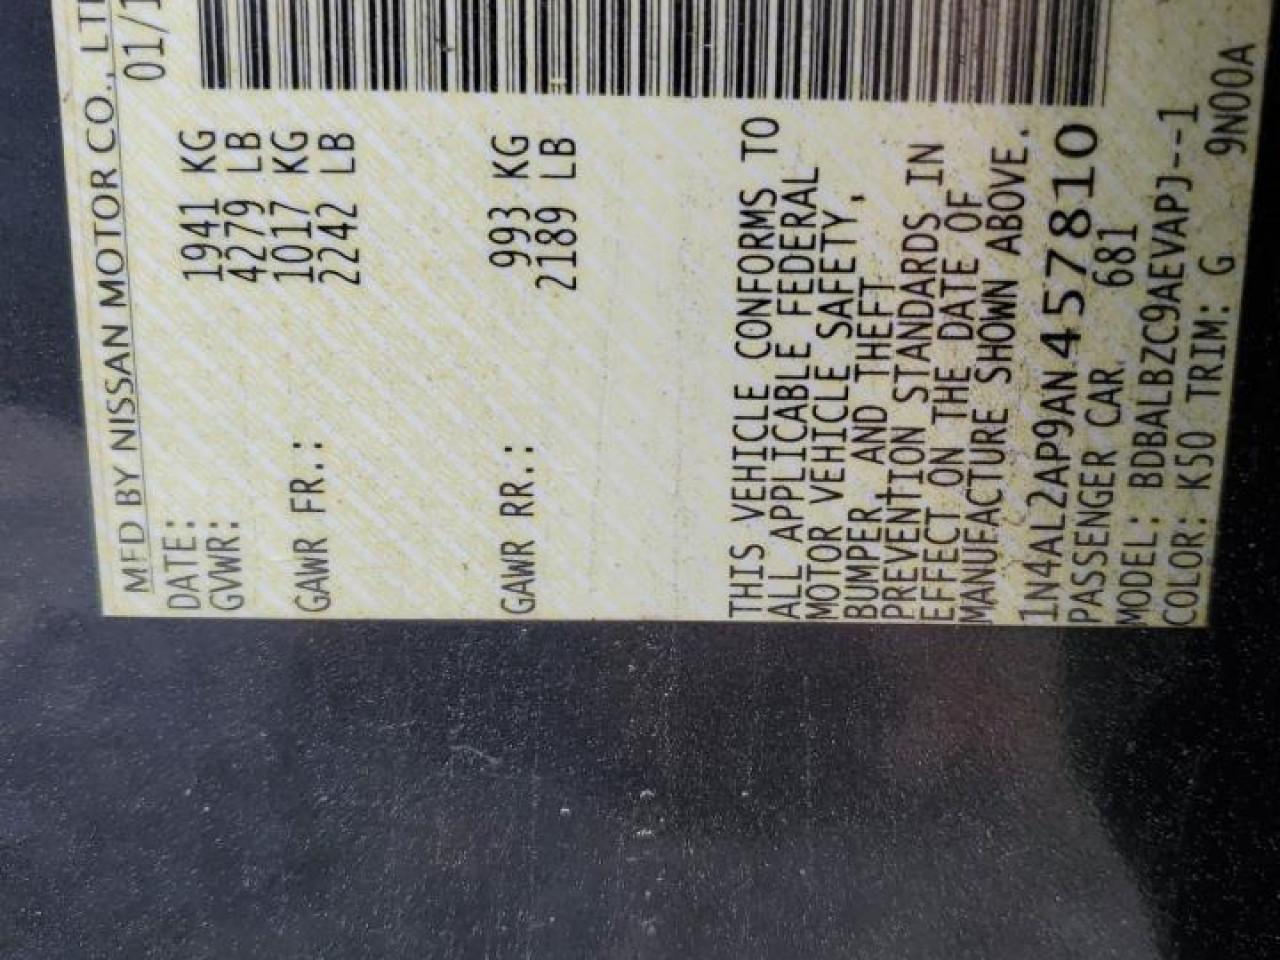 MFD BY NISSAN MOTOR CO., LT
DATE: 01/1
GVWR: 1941 KG
4279 LB
GAWR FR.: 1017 KG
2242 LB
GAWR RR.: 993 KG
2189 LB
THIS VEHICLE CONFORMS TO
ALL APPLICABLE FEDERAL
MOTOR VEHICLE SAFETY,
BUMPER, AND THEFT
PREVENTION STANDARDS IN
EFFECT ON THE DATE OF
MANUFACTURE SHOWN ABOVE.
1N4AL2AP9AN457810
PASSENGER CAR 681
MODEL: BDBALBZC9AEVAPJ--1
COLOR: K50 TRIM: G 9N00A